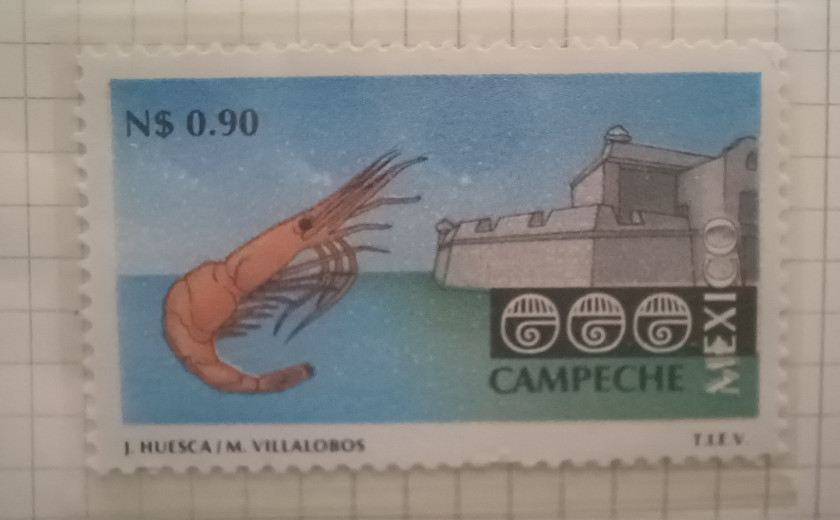 N$ 0.90
MEXICO
CAMPECHE
J. HUESCA / M. VILLALOBOS
T.I.E.V.